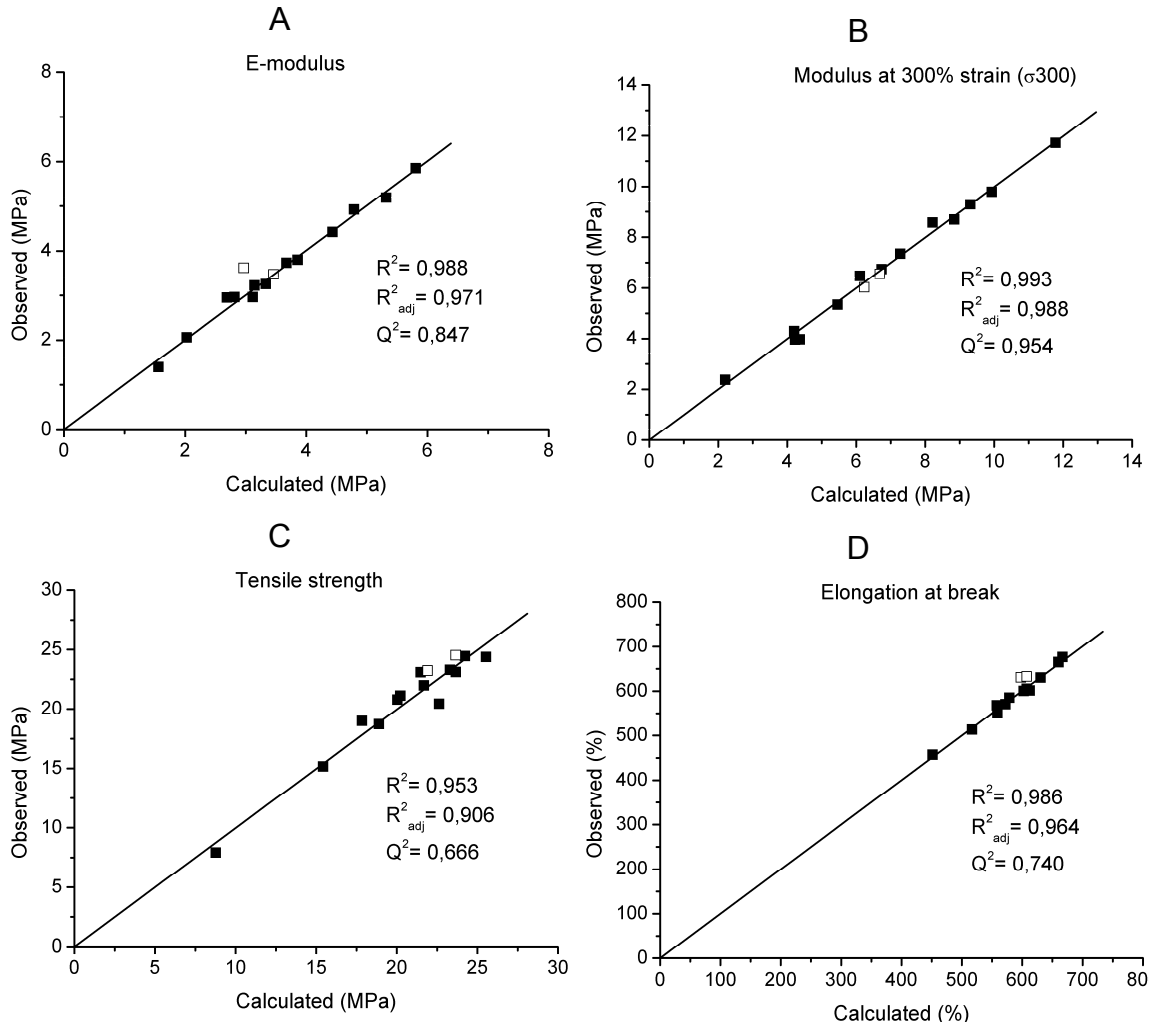 A
E-modulus
8
6
4
2
0
0 2 4 6 8
Observed (MPa)
Calculated (MPa)
R²= 0,988
R²adj= 0,971
Q²= 0,847
B
Modulus at 300% strain (σ300)
14
12
10
8
6
4
2
0
0 2 4 6 8 10 12 14
Observed (MPa)
Calculated (MPa)
R²= 0,993
R²adj= 0,988
Q²= 0,954
C
Tensile strength
30
25
20
15
10
5
0
0 5 10 15 20 25 30
Observed (MPa)
Calculated (MPa)
R²= 0,953
R²adj= 0,906
Q²= 0,666
D
Elongation at break
800
700
600
500
400
300
200
100
0
0 100 200 300 400 500 600 700 80
Observed (%)
Calculated (%)
R²= 0,986
R²adj= 0,964
Q²= 0,740